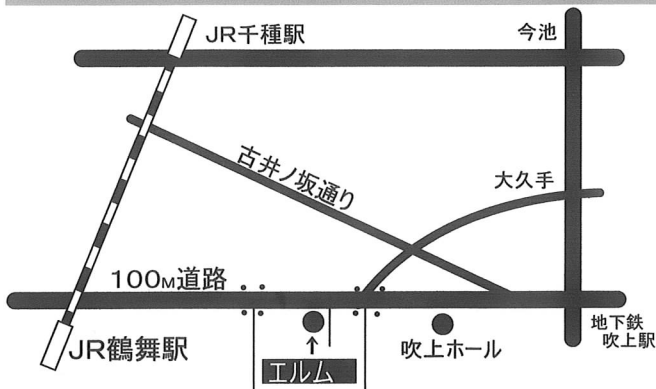 JR千種駅
今池
古井ノ坂通り
大久手
100M道路
JR鶴舞駅
↑
エルム
吹上ホール
地下鉄
吹上駅